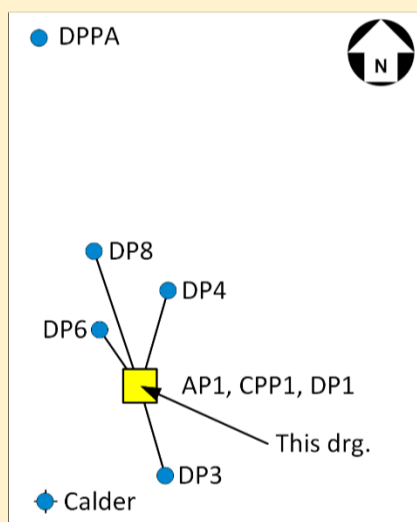 DPPA
N
DP8
DP4
DP6
AP1, CPP1, DP1
This drg.
DP3
Calder